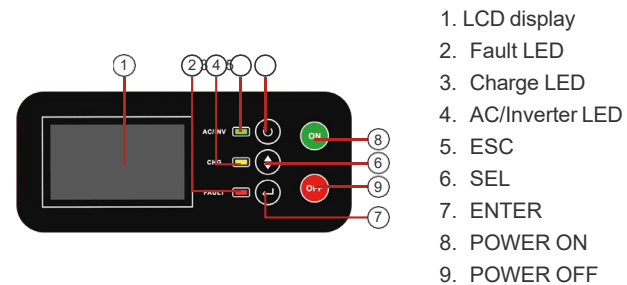 1
2
3
4
5
AC/INV
ON
8
CHG
6
FAULT
OFF
9
7
1. LCD display
2. Fault LED
3. Charge LED
4. AC/Inverter LED
5. ESC
6. SEL
7. ENTER
8. POWER ON
9. POWER OFF